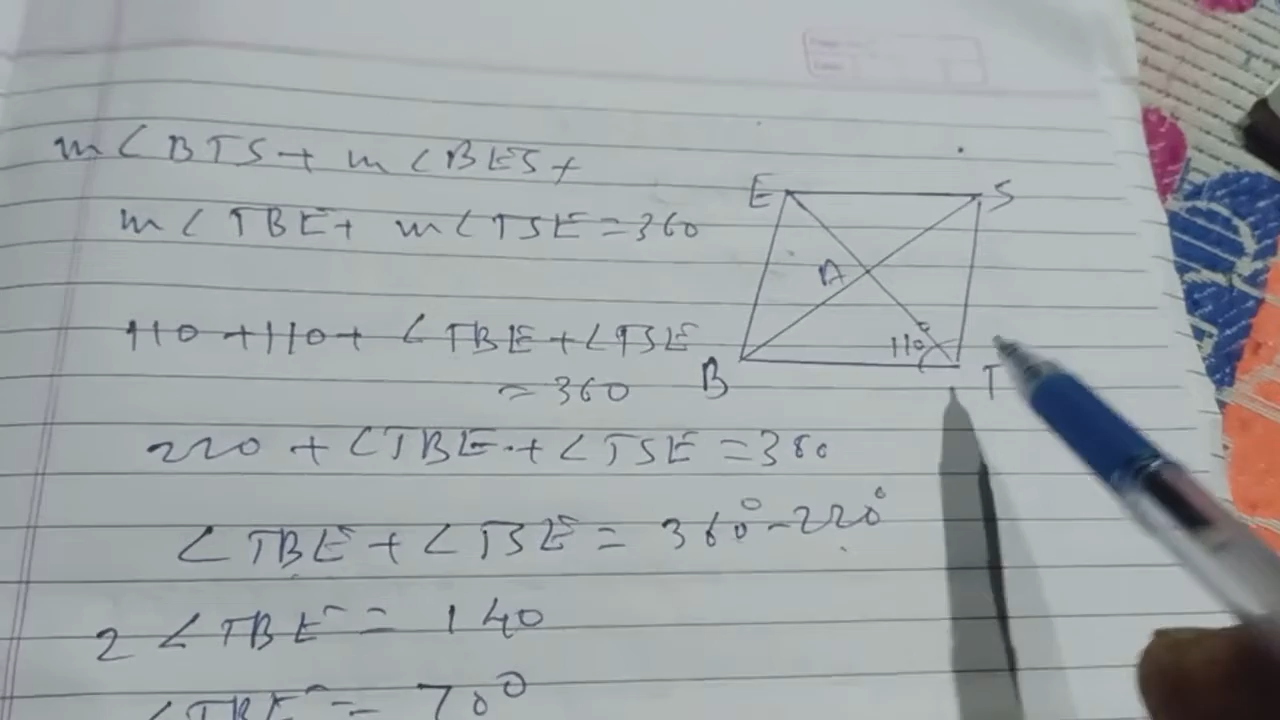 m∠BTS + m∠BES +
m∠TBE + m∠TSE = 360
110 + 110 + ∠TBE + ∠TSE
= 360
220 + ∠TBE + ∠TSE = 360
∠TBE + ∠TSE = 360° - 220°
2∠TBE = 140
∠TBE = 70°
E
S
A
110°
B
T